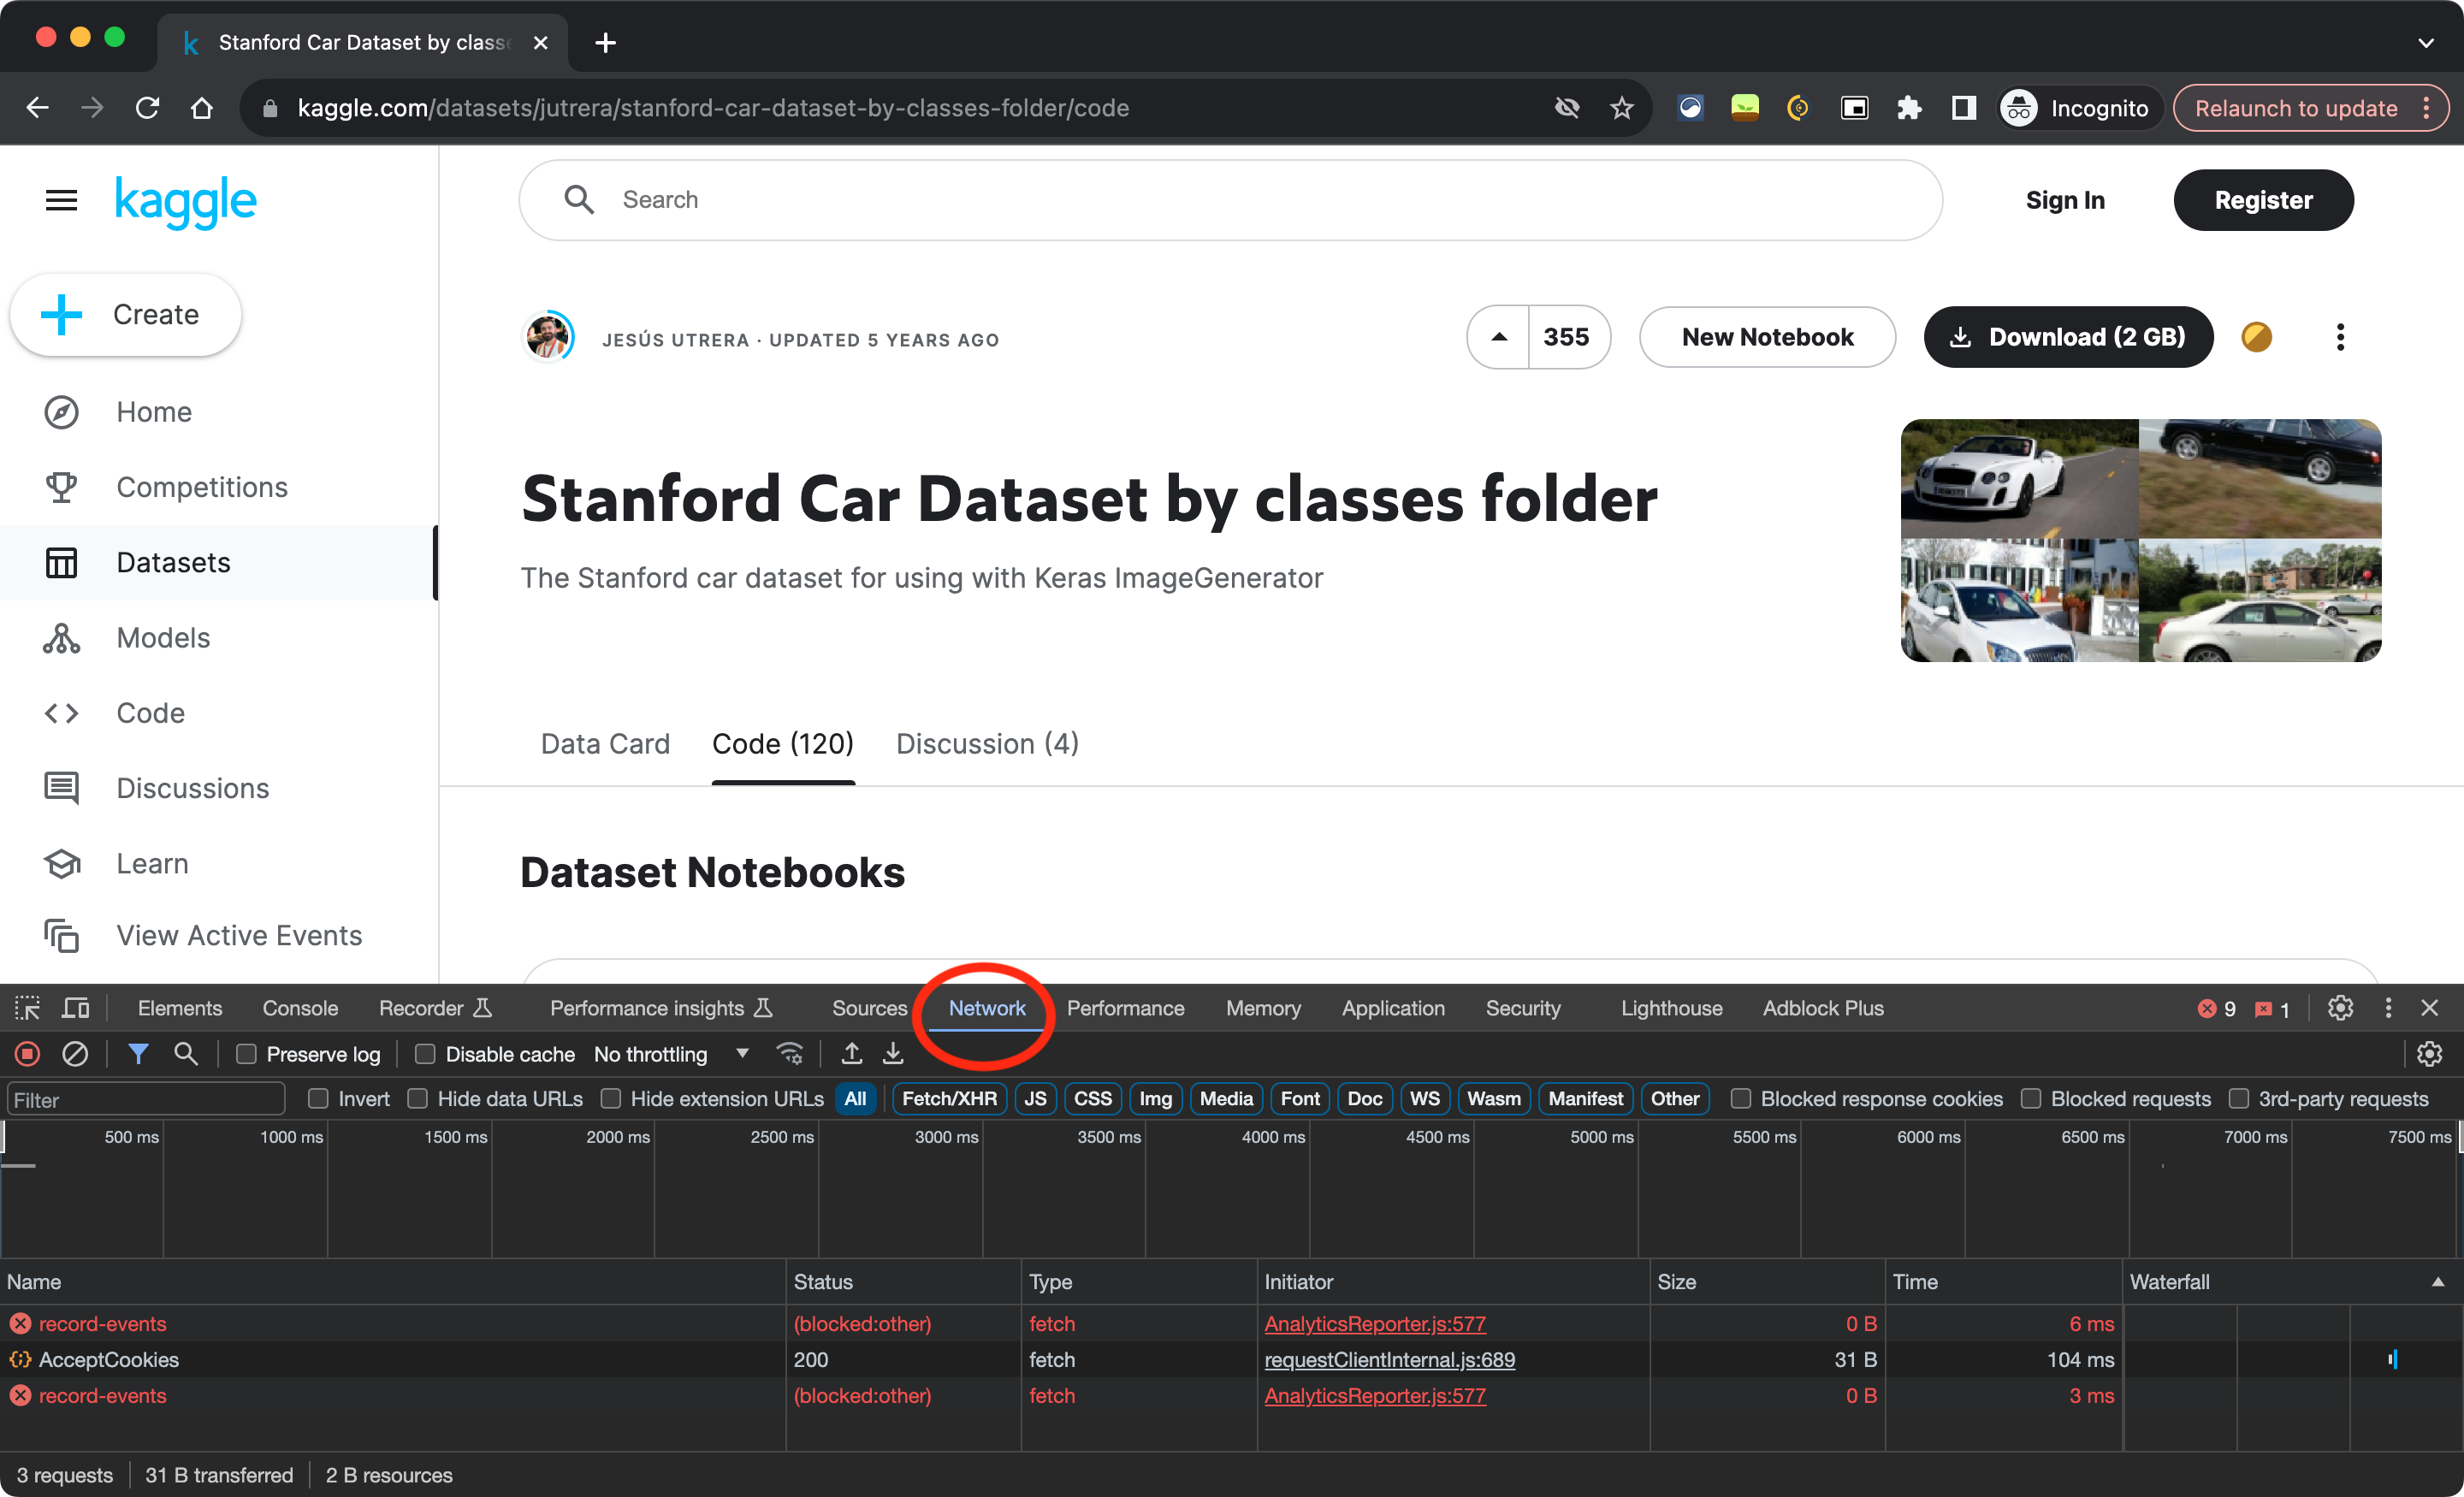 Stanford Car Dataset by classe
kaggle.com/datasets/jutrera/stanford-car-dataset-by-classes-folder/code
Incognito
Relaunch to update
kaggle
Search
Sign In
Register
Create
Home
Competitions
Datasets
Models
Code
Discussions
Learn
View Active Events
JESÚS UTRERA · UPDATED 5 YEARS AGO
355
New Notebook
Download (2 GB)
Stanford Car Dataset by classes folder
The Stanford car dataset for using with Keras ImageGenerator
Data Card Code (120) Discussion (4)
Dataset Notebooks
Elements Console Recorder Performance insights Sources Network Performance Memory Application Security Lighthouse Adblock Plus 9 1
Preserve log Disable cache No throttling
Filter Invert Hide data URLs Hide extension URLs All Fetch/XHR JS CSS Img Media Font Doc WS Wasm Manifest Other Blocked response cookies Blocked requests 3rd-party requests
500 ms 1000 ms 1500 ms 2000 ms 2500 ms 3000 ms 3500 ms 4000 ms 4500 ms 5000 ms 5500 ms 6000 ms 6500 ms 7000 ms 7500 ms
Name Status Type Initiator Size Time Waterfall
record-events (blocked:other) fetch AnalyticsReporter.js:577 0 B 6 ms
AcceptCookies 200 fetch requestClientInternal.js:689 31 B 104 ms
record-events (blocked:other) fetch AnalyticsReporter.js:577 0 B 3 ms
3 requests 31 B transferred 2 B resources